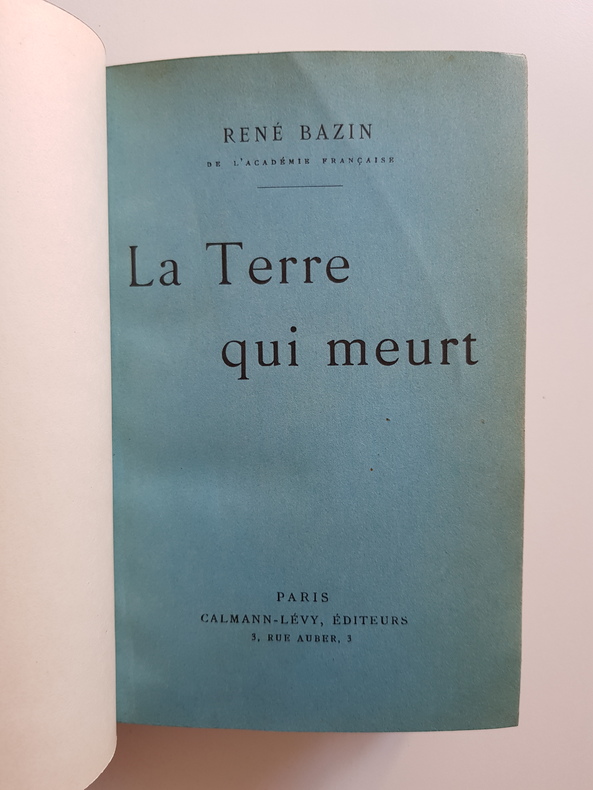 RENÉ BAZIN
DE L'ACADÉMIE FRANÇAISE
La Terre
qui meurt
PARIS
CALMANN-LÉVY, ÉDITEURS
3, RUE AUBER, 3